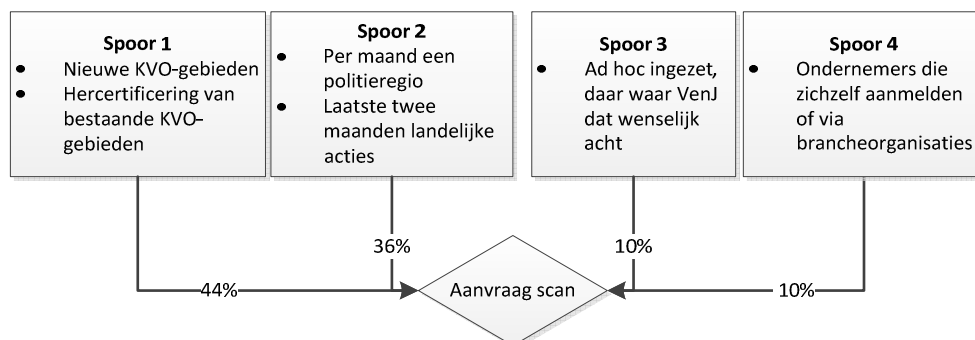 Spoor 1
• Nieuwe KVO-gebieden
• Hercertificering van
bestaande KVO-
gebieden
Spoor 2
• Per maand een
politieregio
• Laatste twee
maanden landelijke
acties
Spoor 3
• Ad hoc ingezet,
daar waar VenJ
dat wenselijk
acht
Spoor 4
• Ondernemers die
zichzelf aanmelden
of via
brancheorganisaties
36%
10%
44%
Aanvraag scan
10%